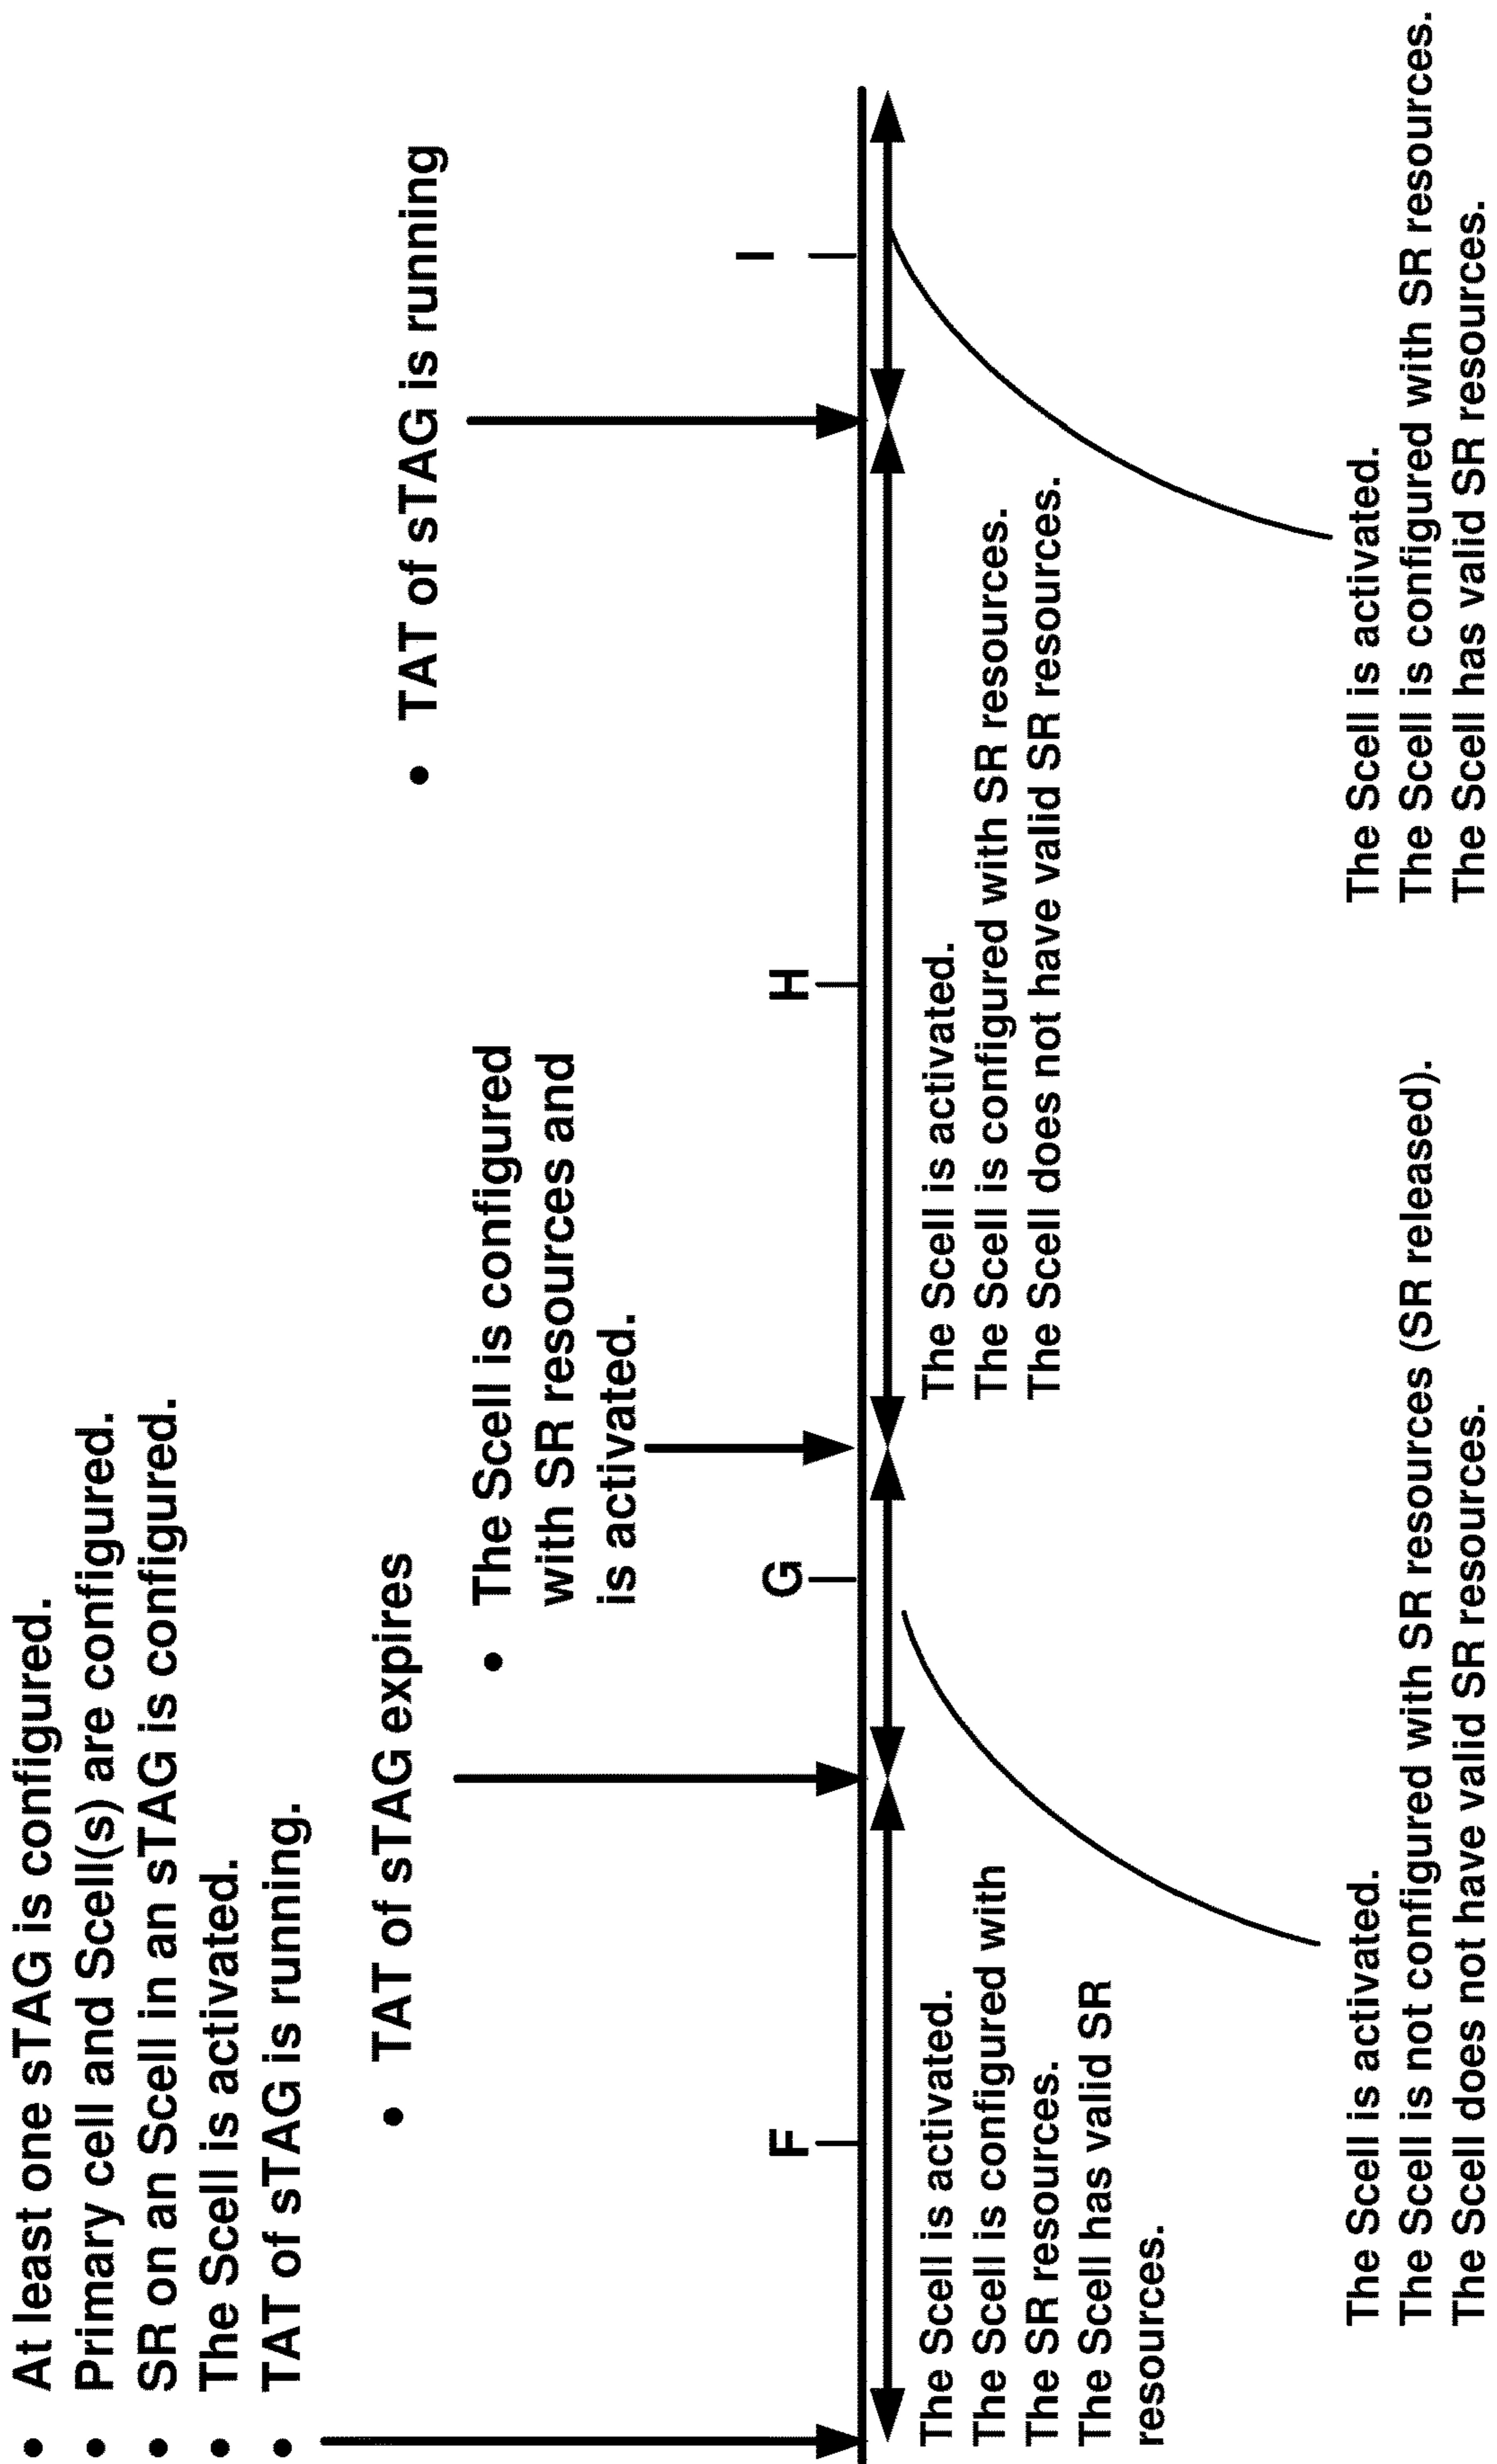 • At least one sTAG is configured.
• Primary cell and Scell(s) are configured.
• SR on an Scell in an sTAG is configured.
• The Scell is activated.
• TAT of sTAG is running.
• TAT of sTAG expires
• The Scell is configured
with SR resources and
is activated.
• TAT of sTAG is running
F
G
H
I
The Scell is activated.
The Scell is configured with
the SR resources.
The Scell has valid SR
resources.
The Scell is activated.
The Scell is configured with SR resources.
The Scell does not have valid SR resources.
The Scell is activated.
The Scell is not configured with SR resources (SR released).
The Scell does not have valid SR resources.
The Scell is activated.
The Scell is configured with SR resources.
The Scell has valid SR resources.